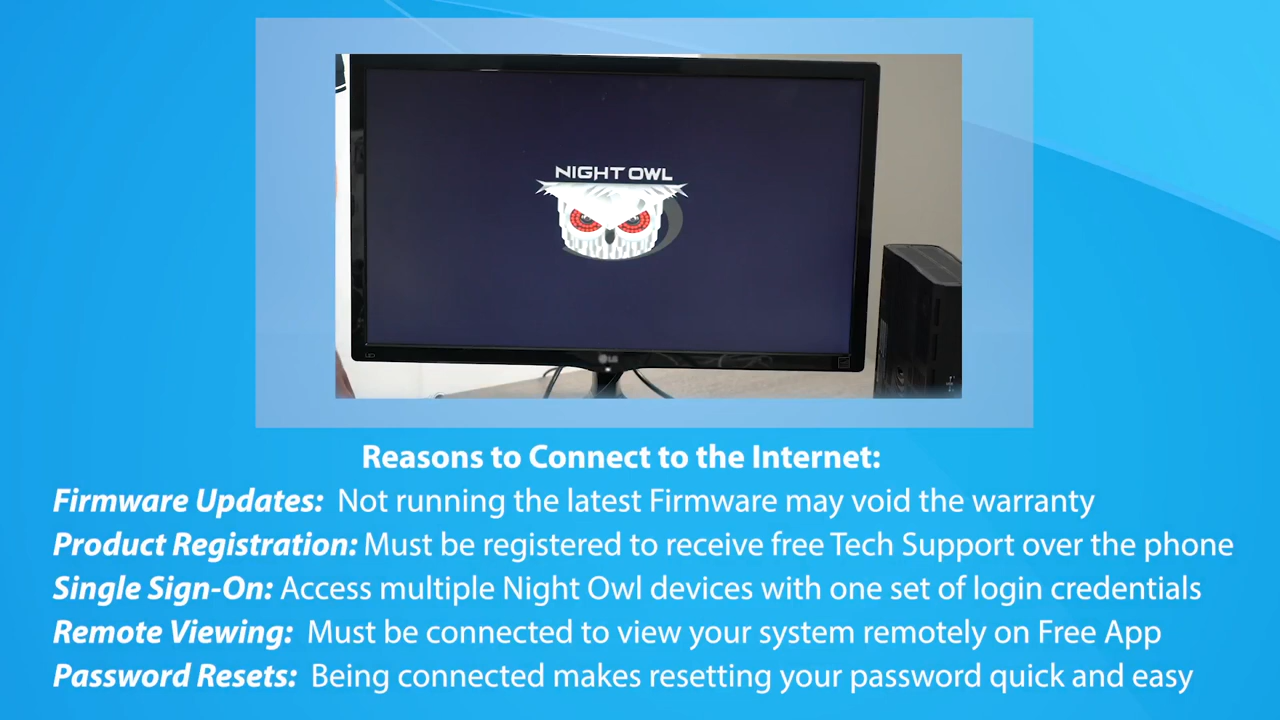 NIGHT OWL
LG
Reasons to Connect to the Internet:
Firmware Updates: Not running the latest Firmware may void the warranty
Product Registration: Must be registered to receive free Tech Support over the phone
Single Sign-On: Access multiple Night Owl devices with one set of login credentials
Remote Viewing: Must be connected to view your system remotely on Free App
Password Resets: Being connected makes resetting your password quick and easy